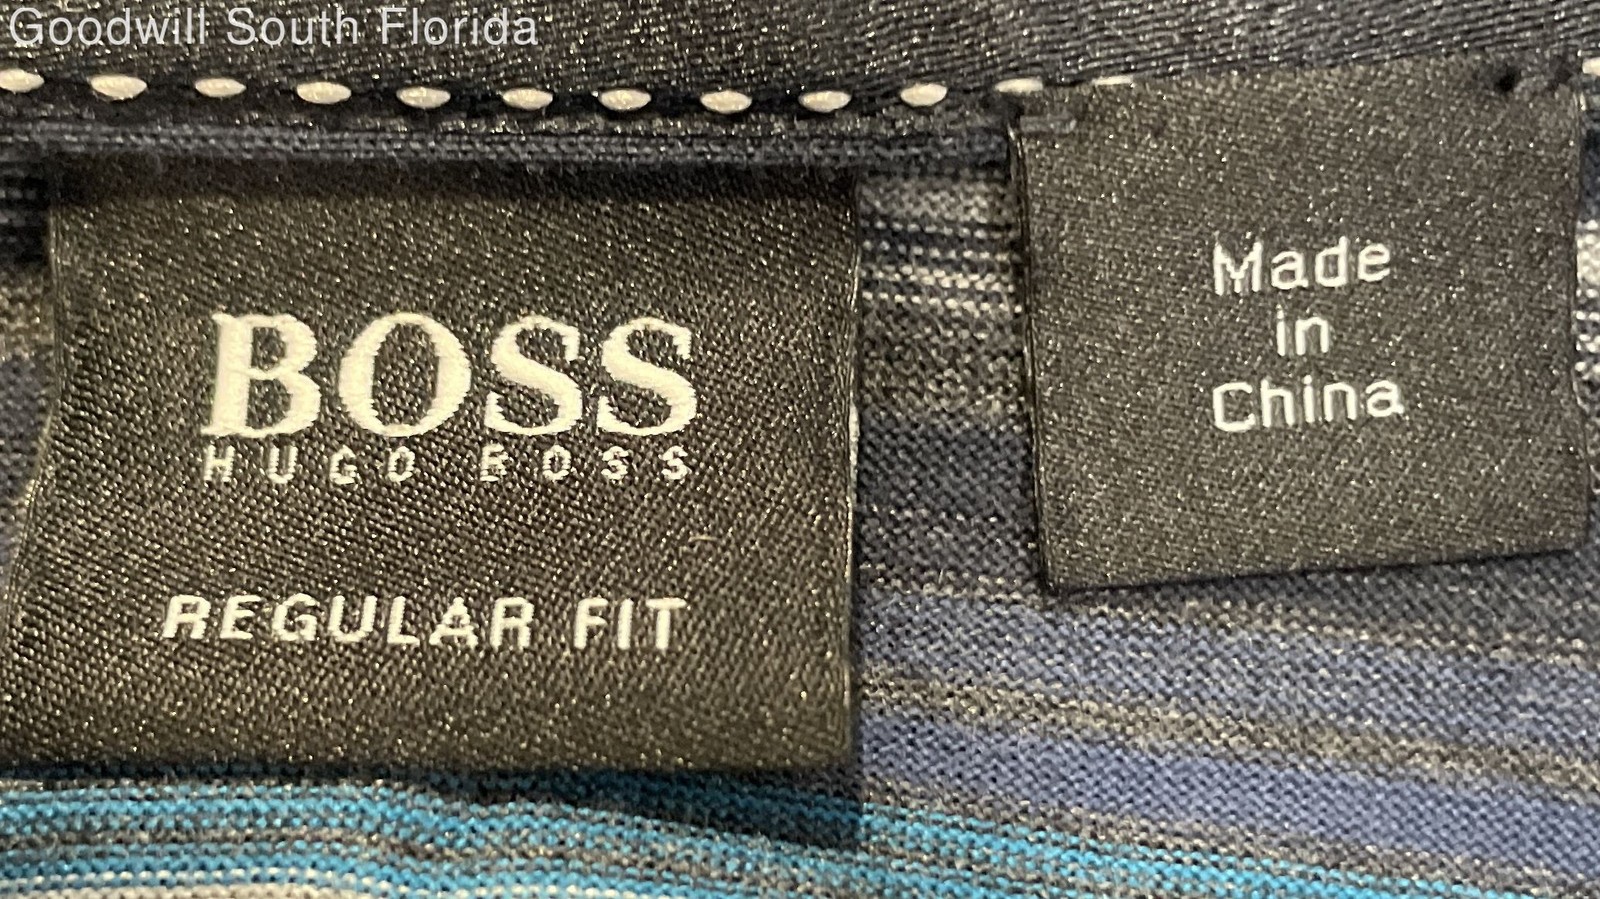 Goodwill South Florida
BOSS
HUGO BOSS
REGULAR FIT
Made
in
China